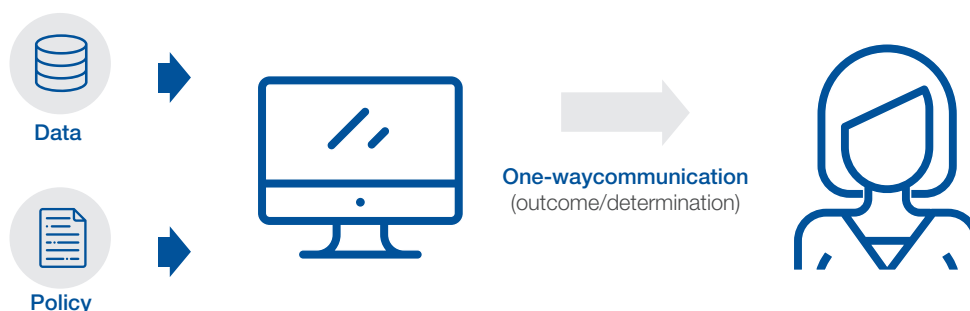 Data
One-waycommunication
(outcome/determination)
Policy